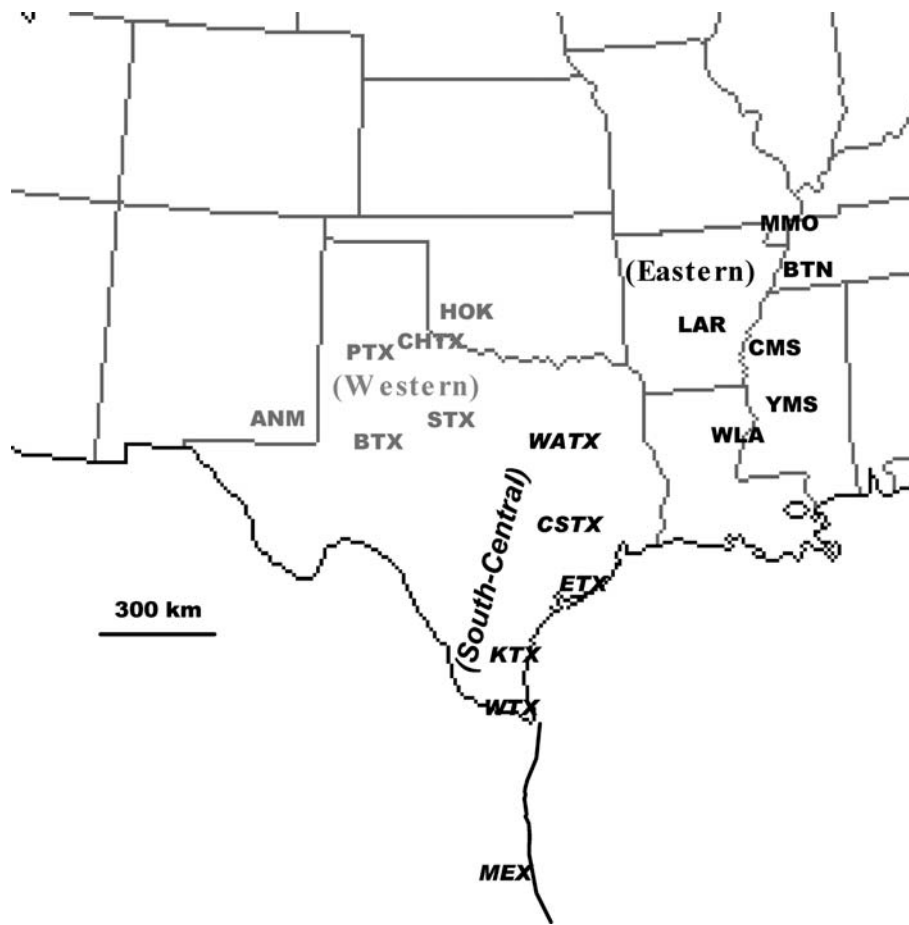 MMO
(Eastern)
BTN
HOK
LAR
CHTX
PTX
CMS
(Western)
ANM
STX
YMS
BTX
WATX
WLA
(South-Central)
CSTX
ETX
300 km
KTX
WTX
MEX